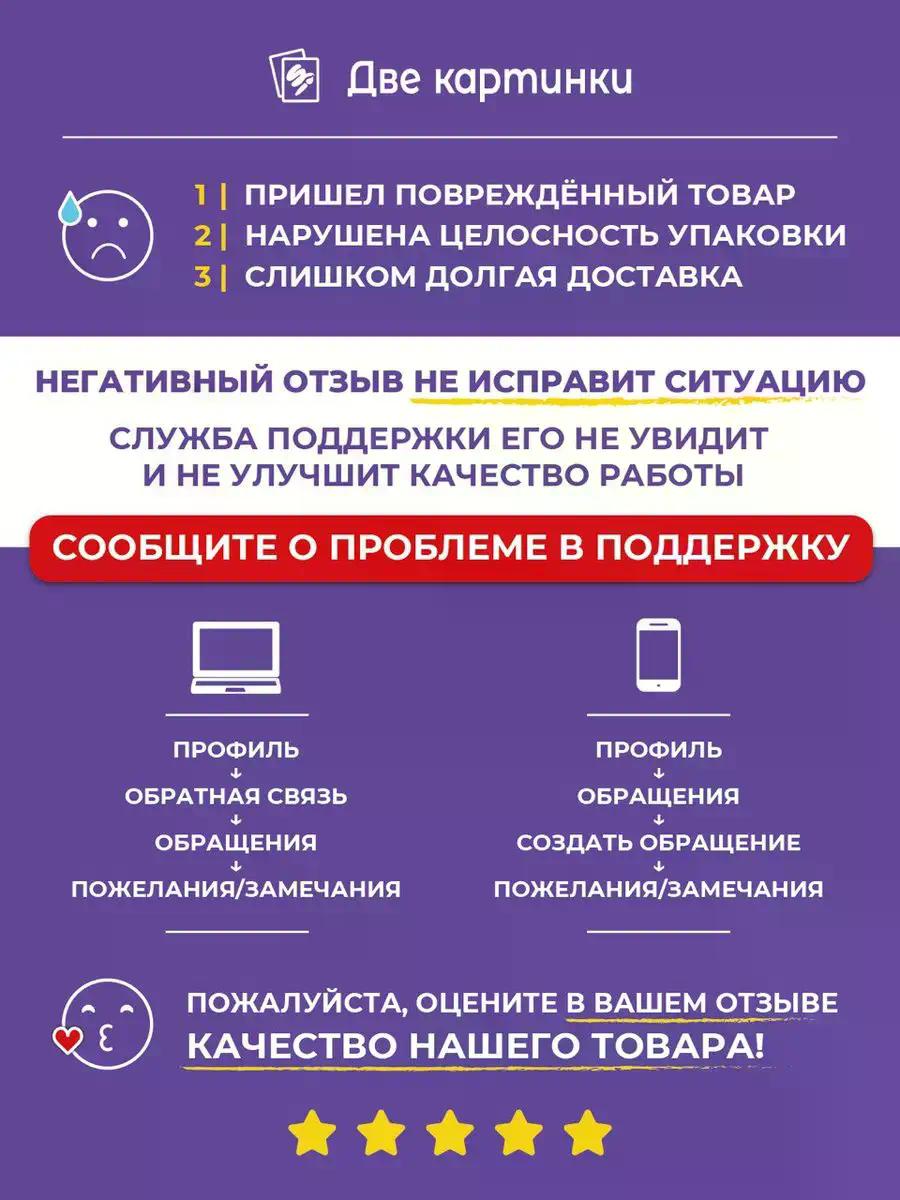 Две картинки
1 | ПРИШЕЛ ПОВРЕЖДЁННЫЙ ТОВАР
2 | НАРУШЕНА ЦЕЛОСНОСТЬ УПАКОВКИ
3 | СЛИШКОМ ДОЛГАЯ ДОСТАВКА
НЕГАТИВНЫЙ ОТЗЫВ НЕ ИСПРАВИТ СИТУАЦИЮ
СЛУЖБА ПОДДЕРЖКИ ЕГО НЕ УВИДИТ
И НЕ УЛУЧШИТ КАЧЕСТВО РАБОТЫ
СООБЩИТЕ О ПРОБЛЕМЕ В ПОДДЕРЖКУ
ПРОФИЛЬ
↓
ОБРАТНАЯ СВЯЗЬ
↓
ОБРАЩЕНИЯ
↓
ПОЖЕЛАНИЯ/ЗАМЕЧАНИЯ
ПРОФИЛЬ
↓
ОБРАЩЕНИЯ
↓
СОЗДАТЬ ОБРАЩЕНИЕ
↓
ПОЖЕЛАНИЯ/ЗАМЕЧАНИЯ
ПОЖАЛУЙСТА, ОЦЕНИТЕ В ВАШЕМ ОТЗЫВЕ
КАЧЕСТВО НАШЕГО ТОВАРА!